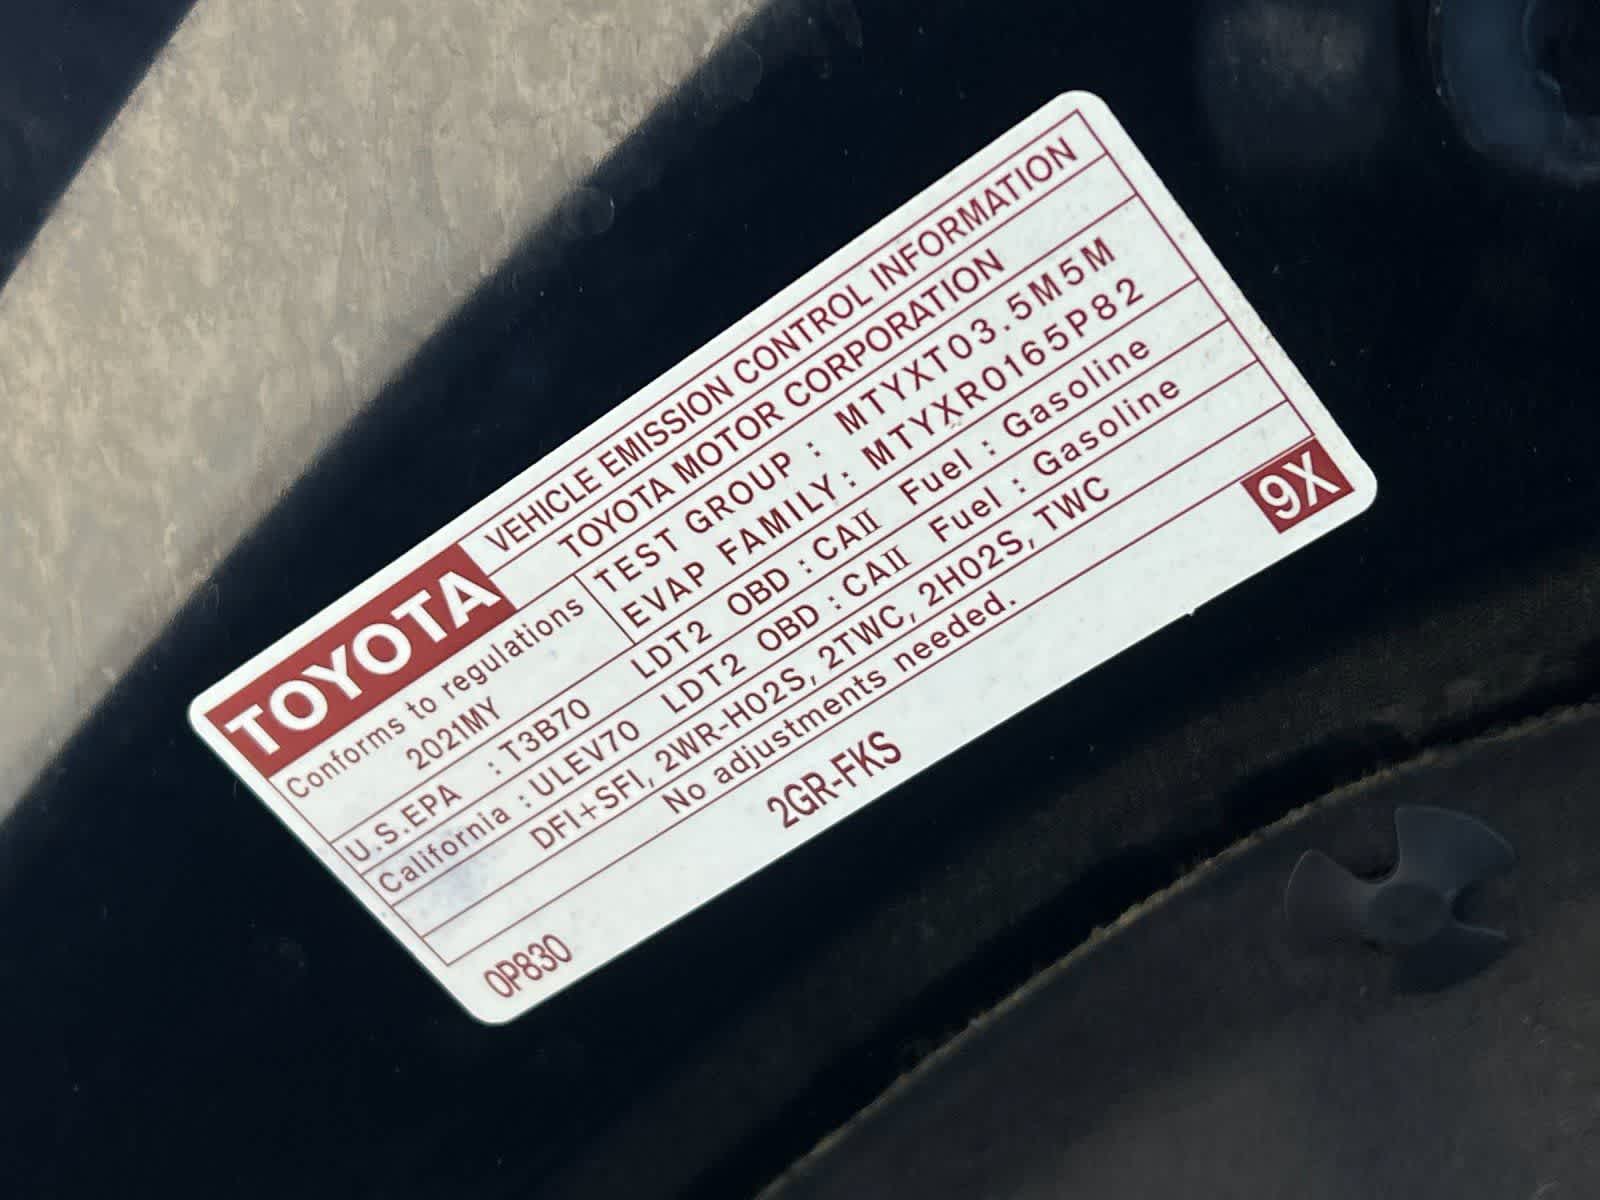 TOYOTA VEHICLE EMISSION CONTROL INFORMATION
TOYOTA MOTOR CORPORATION
Conforms to regulations
2021MY
TEST GROUP : MTYXT03.5M5M
EVAP FAMILY: MTYXR0165P82
U.S.EPA : T3B70 LDT2 OBD : CAII Fuel : Gasoline
California : ULEV70 LDT2 OBD : CAII Fuel : Gasoline
DFI+SFI, 2WR-HO2S, 2TWC, 2HO2S, TWC
No adjustments needed.
9X
2GR-FKS
0P830